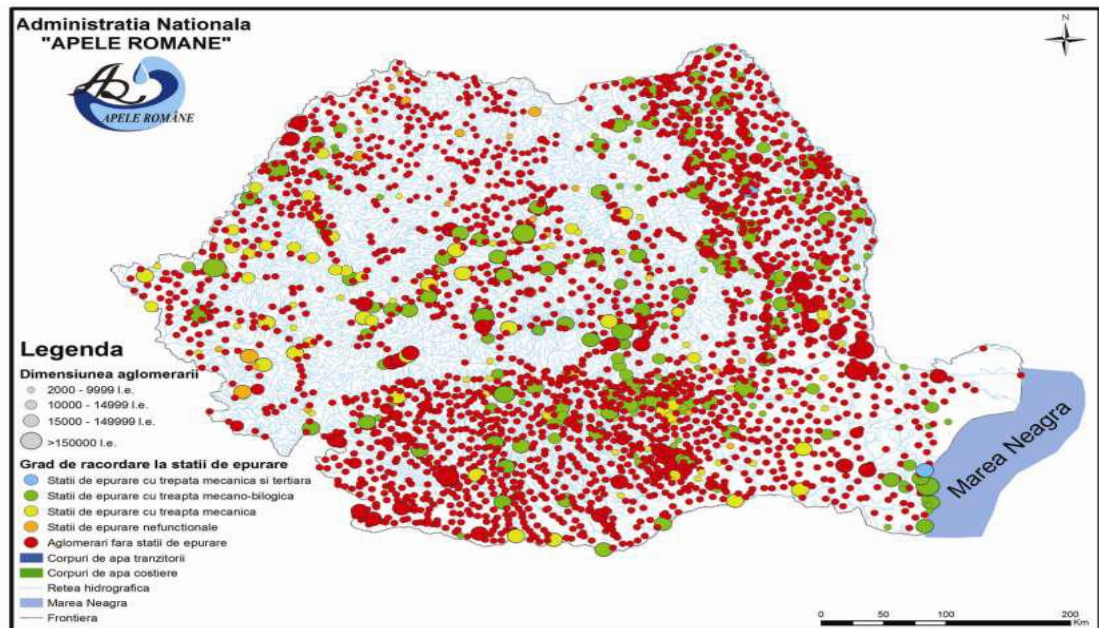 Administratia Nationala
"APELE ROMANE"
APELE ROMÂNE
N
Marea Neagra
Legenda
Dimensiunea aglomerarii
2000 - 9999 l.e.
10000 - 14999 l.e.
15000 - 149999 l.e.
>150000 l.e.
Grad de racordare la statii de epurare
Statii de epurare cu trepata mecanica si tertiara
Statii de epurare cu treapta mecano-bilogica
Statii de epurare cu treapta mecanica
Statii de epurare nefunctionale
Aglomerari fara statii de epurare
Corpuri de apa tranzitorii
Corpuri de apa costiere
Retea hidrografica
Marea Neagra
Frontiera
0 50 100 200
Km